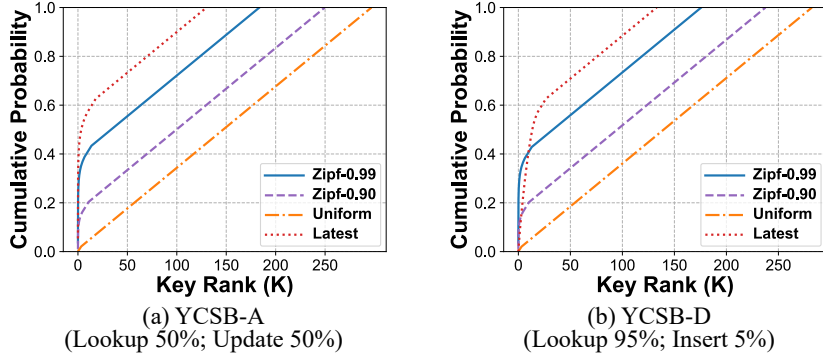 1.0
0.8
0.6
0.4
0.2
0.0
Cumulative Probability
0 50 100 150 200 250
Key Rank (K)
Zipf-0.99
Zipf-0.90
Uniform
Latest
(a) YCSB-A
(Lookup 50%; Update 50%)
1.0
0.8
0.6
0.4
0.2
0.0
Cumulative Probability
0 50 100 150 200 250
Key Rank (K)
Zipf-0.99
Zipf-0.90
Uniform
Latest
(b) YCSB-D
(Lookup 95%; Insert 5%)